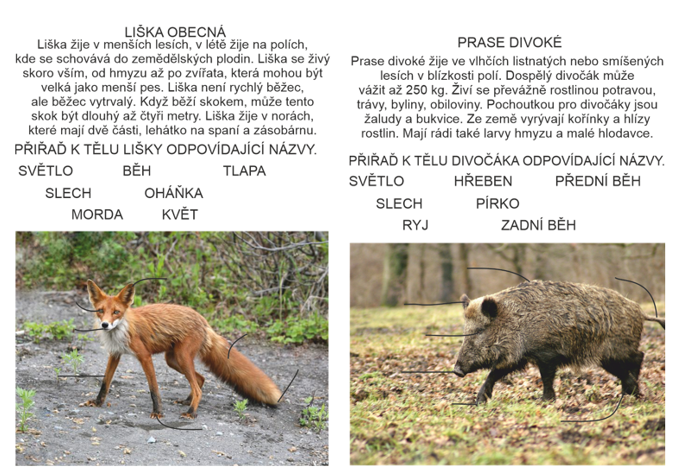 LIŠKA OBECNÁ
Liška žije v menších lesích, v létě žije na polích,
kde se schovává do zemědělských plodin. Liška se živý
skoro vším, od hmyzu až po zvířata, která mohou být
velká jako menší pes. Liška není rychlý běžec,
ale běžec vytrvalý. Když běží skokem, může tento
skok být dlouhý až čtyři metry. Liška žije v norách,
které mají dvě části, lehátko na spaní a zásobárnu.
PŘIŘAĎ K TĚLU LIŠKY ODPOVÍDAJÍCÍ NÁZVY.
SVĚTLO BĚH TLAPA
SLECH OHÁŇKA
MORDA KVĚT
PRASE DIVOKÉ
Prase divoké žije ve vlhčích listnatých nebo smíšených
lesích v blízkosti polí. Dospělý divočák může
vážit až 250 kg. Živí se převážně rostlinou potravou,
trávy, byliny, obiloviny. Pochoutkou pro divočáky jsou
žaludy a bukvice. Ze země vyrývají kořínky a hlízy
rostlin. Mají rádi také larvy hmyzu a malé hlodavce.
PŘIŘAĎ K TĚLU DIVOČÁKA ODPOVÍDAJÍCÍ NÁZVY.
SVĚTLO HŘEBEN PŘEDNÍ BĚH
SLECH PÍRKO
RYJ ZADNÍ BĚH